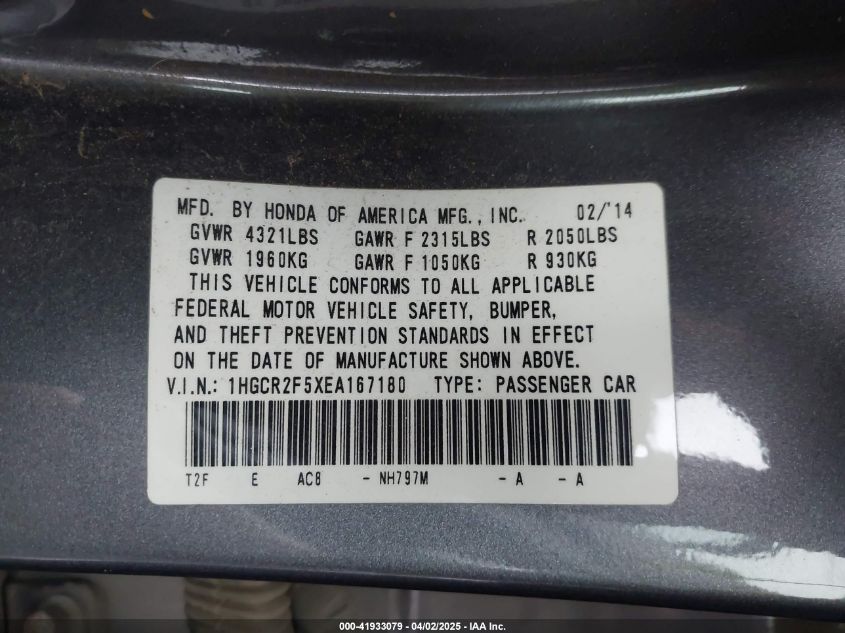 MFD. BY HONDA OF AMERICA MFG., INC. 02/'14
GVWR 4321LBS GAWR F 2315LBS R 2050LBS
GVWR 1960KG GAWR F 1050KG R 930KG
THIS VEHICLE CONFORMS TO ALL APPLICABLE
FEDERAL MOTOR VEHICLE SAFETY, BUMPER,
AND THEFT PREVENTION STANDARDS IN EFFECT
ON THE DATE OF MANUFACTURE SHOWN ABOVE.
V.I.N.: 1HGCR2F5XEA167180 TYPE: PASSENGER CAR
T2F E AC8 - NH797M - A - A
000-41933079 - 04/02/2025 - IAA Inc.